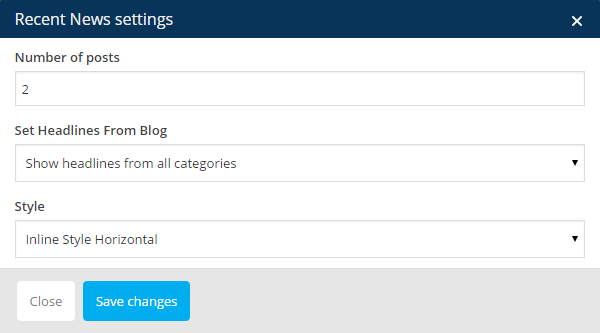 Recent News settings
Number of posts
2
Set Headlines From Blog
Show headlines from all categories
Style
Inline Style Horizontal
Close
Save changes